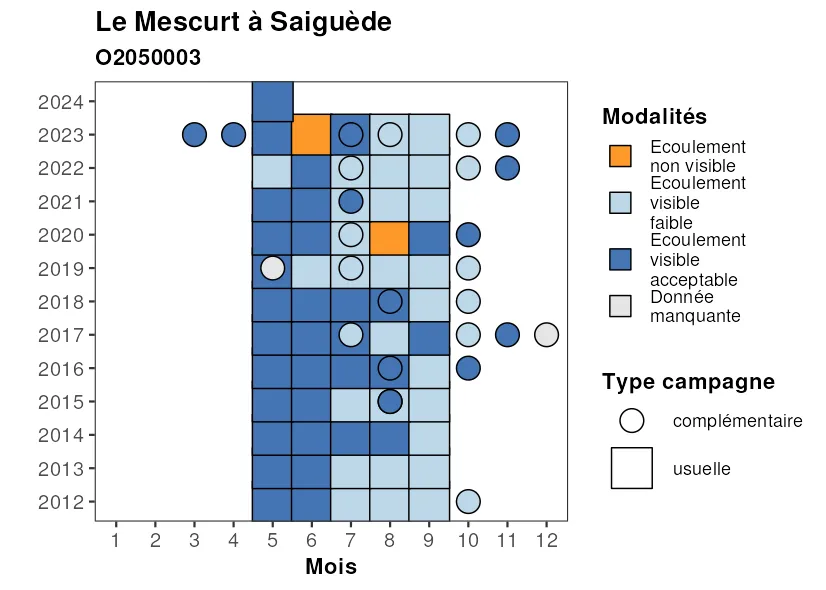 Le Mescurt à Saiguède
O2050003
2024
2023
2022
2021
2020
2019
2018
2017
2016
2015
2014
2013
2012
1 2 3 4 5 6 7 8 9 10 11 12
Mois
Modalités
Ecoulement
non visible
Ecoulement
visible
faible
Ecoulement
visible
acceptable
Donnée
manquante
Type campagne
complémentaire
usuelle